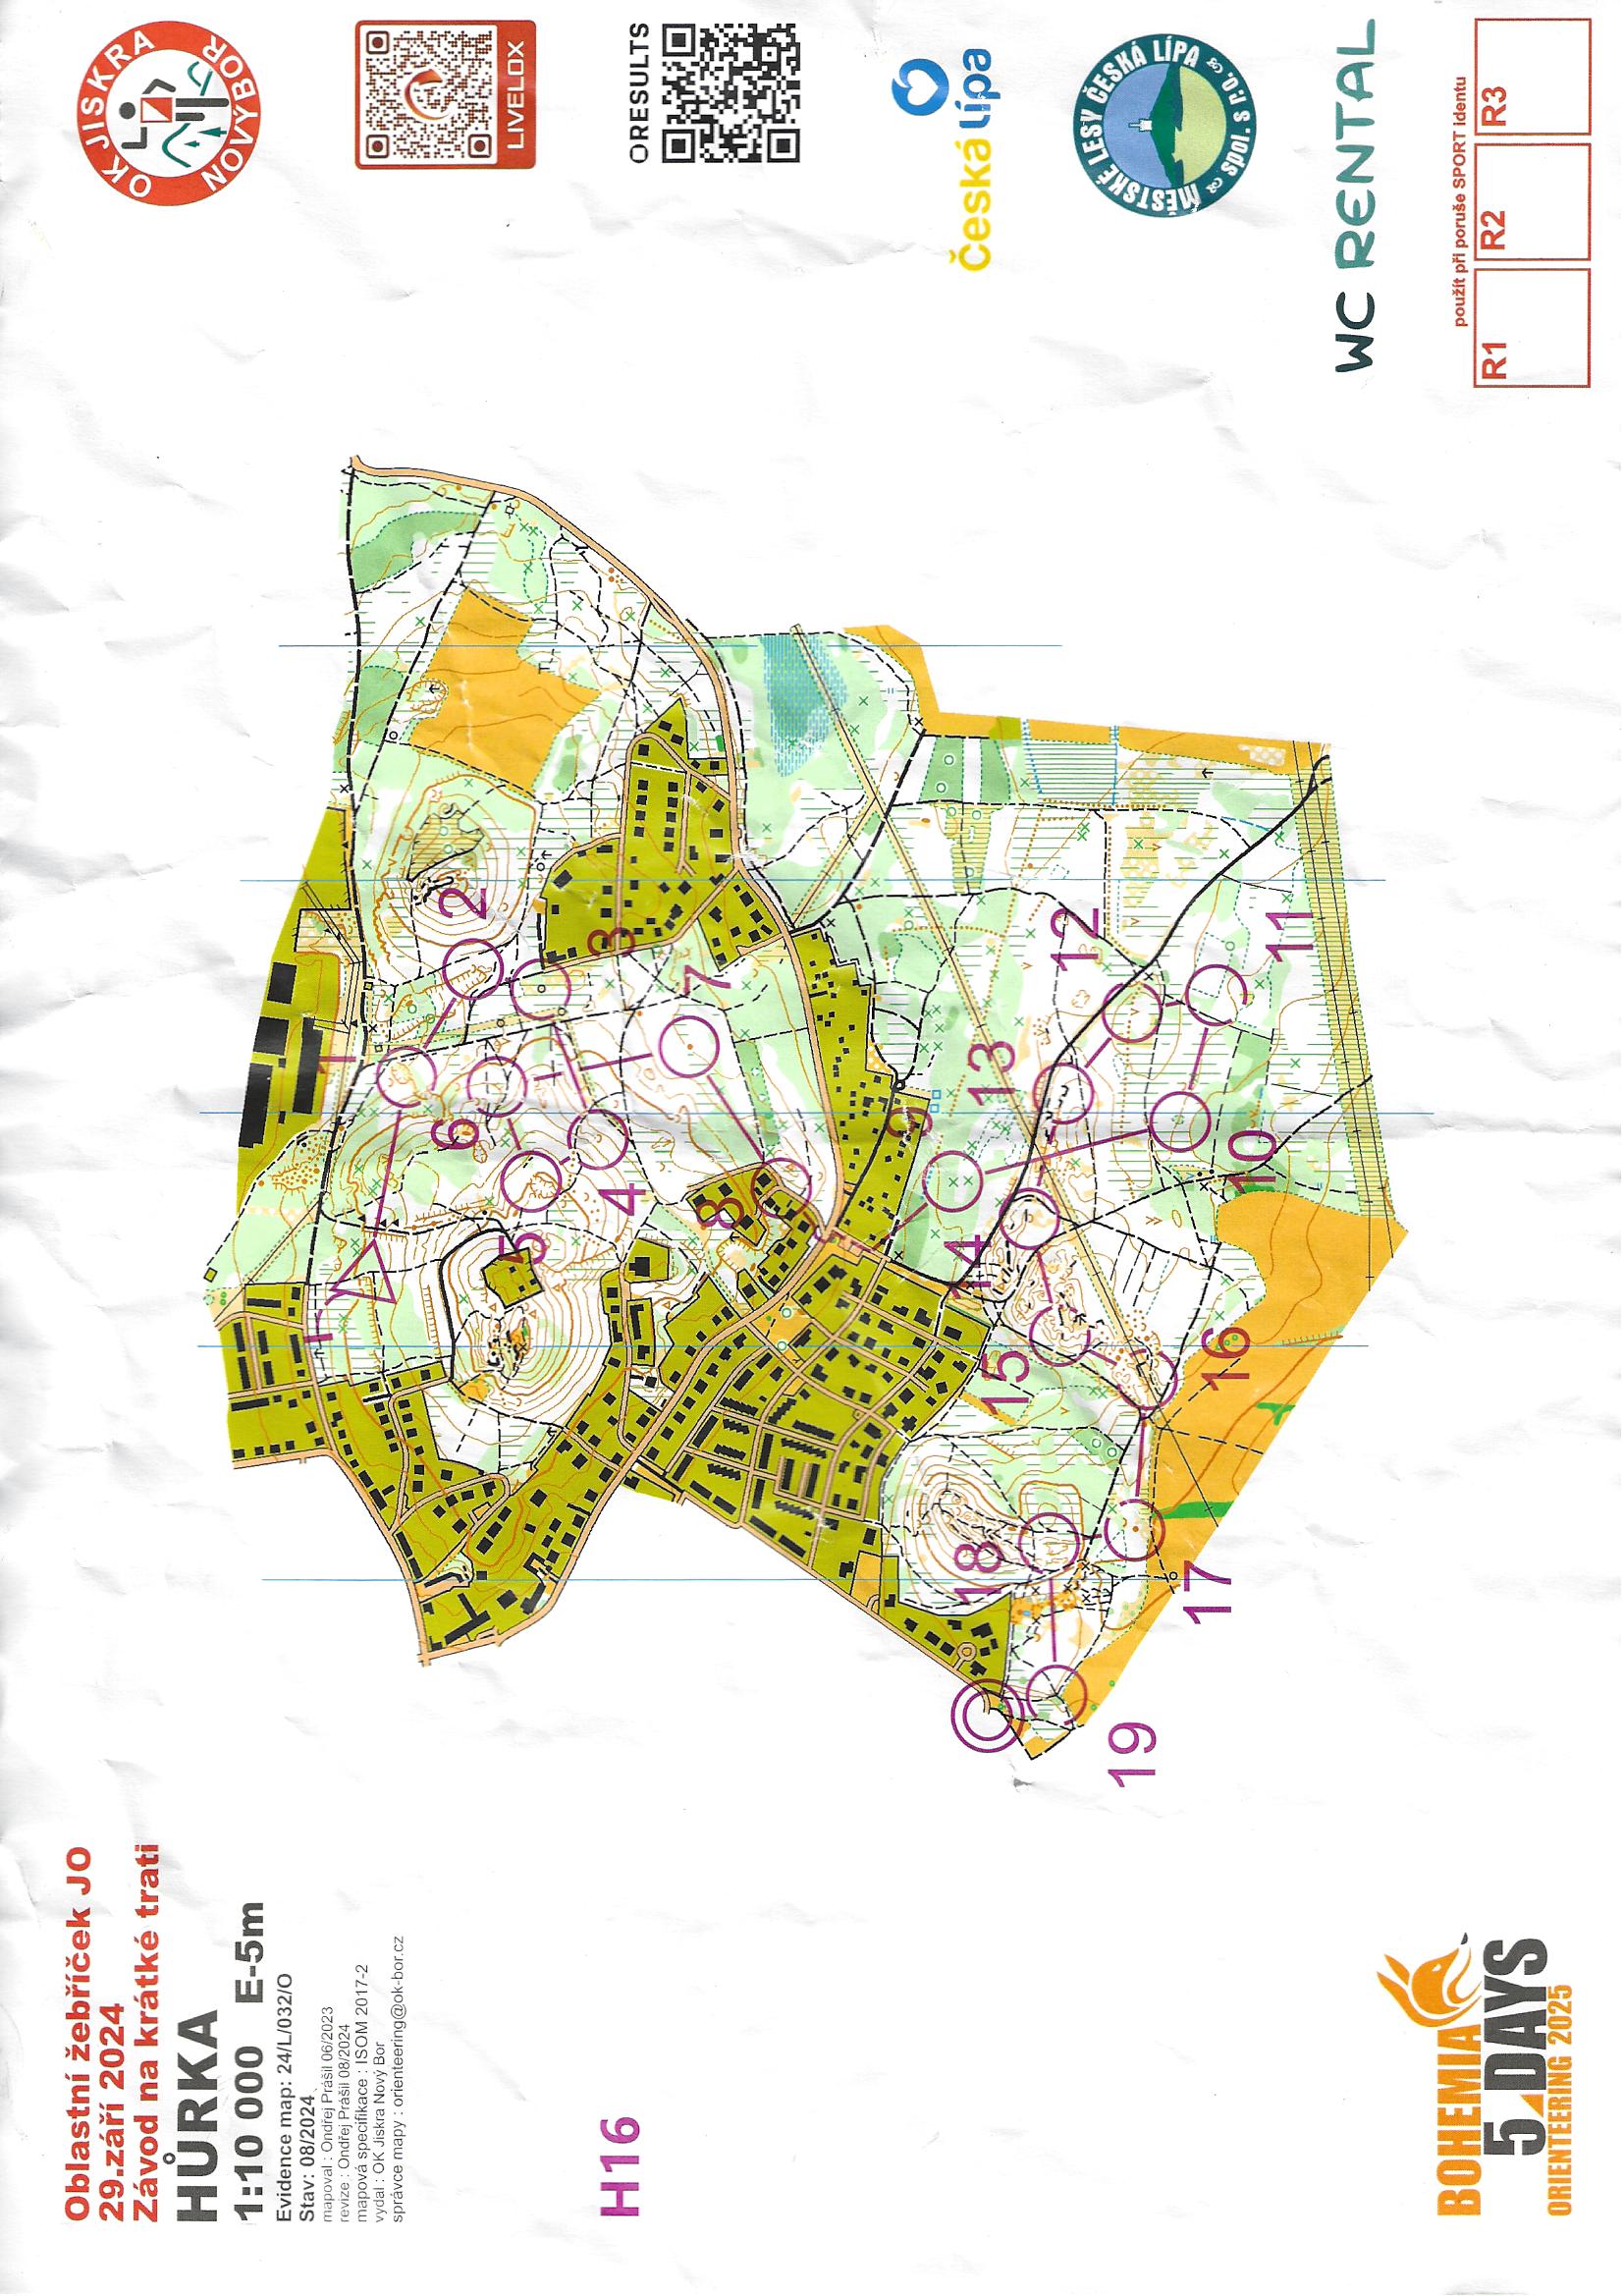 Oblastní žebříček JO
29.září 2024
Závod na krátké trati
HŮRKA
1:10 000 E-5m
Evidence map: 24/L/032/O
Stav: 08/2024
mapoval : Ondřej Prášil 06/2023
revize : Ondřej Prášil 08/2024
mapová specifikace : ISOM 2017-2
vydal : OK Jiskra Nový Bor
správce mapy : orienteering@ok-bor.cz
H16
OK JISKRA
NOVÝ BOR
LIVELOX
ORESULTS
Česká lípa
MĚSTSKÉ LESY ČESKÁ LÍPA
spol. s r.o.
WC RENTAL
použít při poruše SPORT identu
R1 R2 R3
BOHEMIA
5 DAYS
ORIENTEERING 2025
1
2
3
4
5
6
7
8
9
10
11
12
13
14
15
16
17
18
19